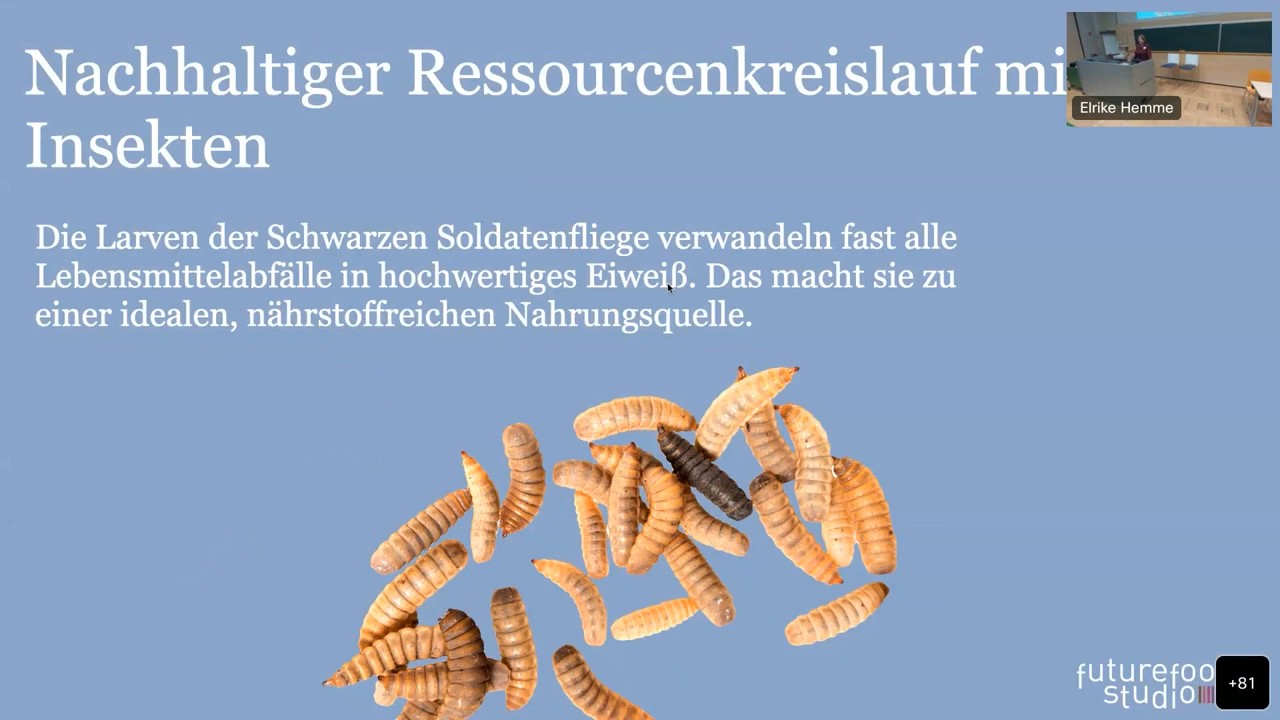 Nachhaltiger Ressourcenkreislauf mi
Insekten
Elrike Hemme
Die Larven der Schwarzen Soldatenfliege verwandeln fast alle
Lebensmittelabfälle in hochwertiges Eiweiß. Das macht sie zu
einer idealen, nährstoffreichen Nahrungsquelle.
futurefoo
studio
+81